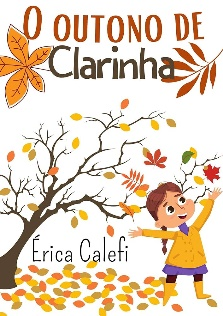 O OUTONO DE
Clarinha
Érica Calefi